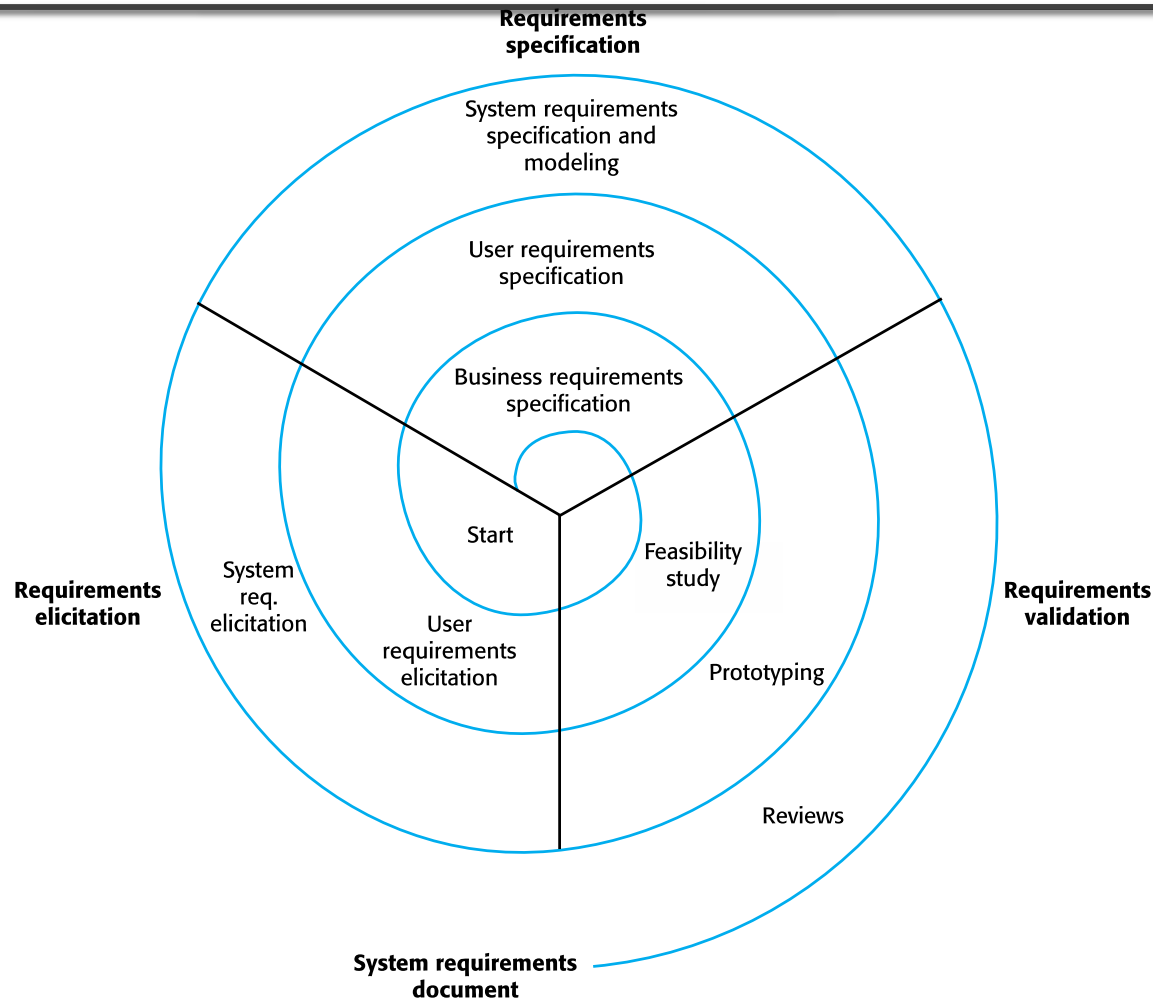 Requirements
specification
System requirements
specification and
modeling
User requirements
specification
Business requirements
specification
Start
Feasibility
study
System
req.
elicitation
Requirements
elicitation
Requirements
validation
User
requirements
elicitation
Prototyping
Reviews
System requirements
document